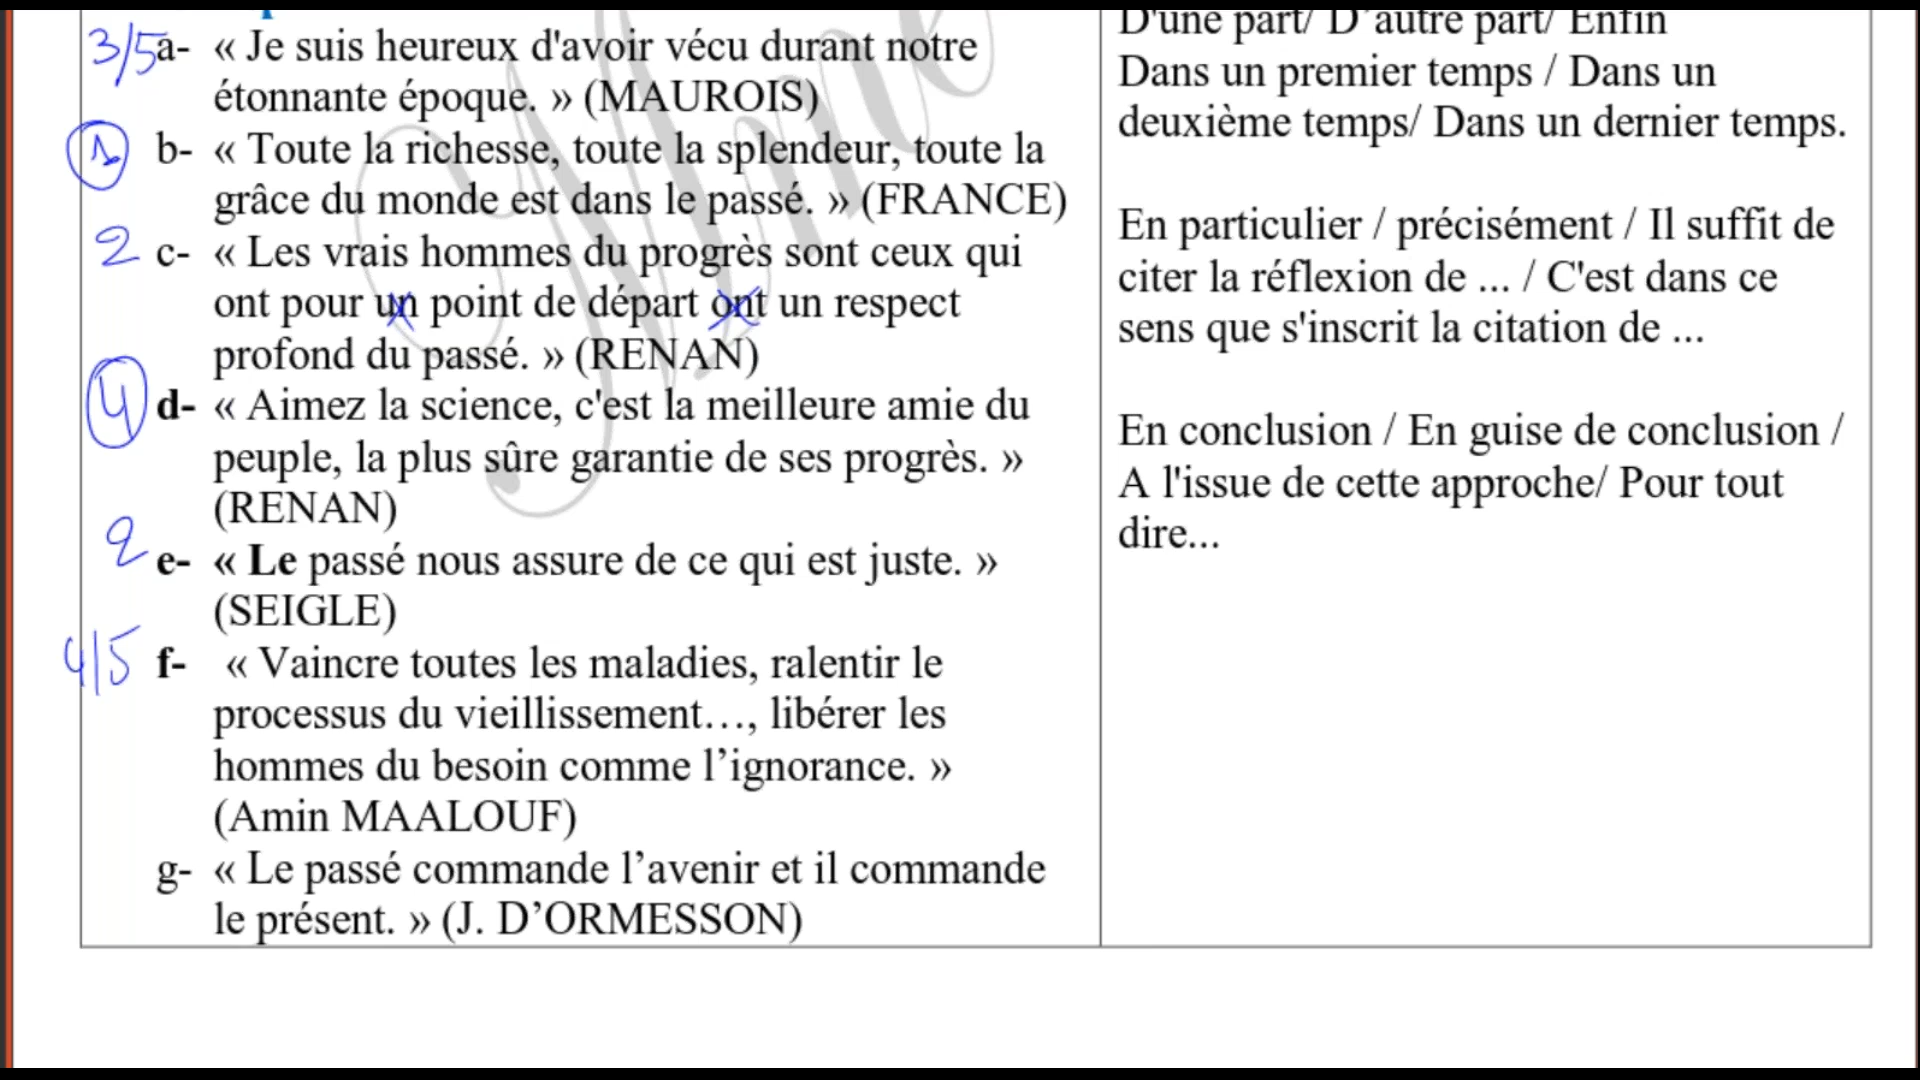 3/5 a- « Je suis heureux d'avoir vécu durant notre
étonnante époque. » (MAUROIS)
1 b- « Toute la richesse, toute la splendeur, toute la
grâce du monde est dans le passé. » (FRANCE)
2 c- « Les vrais hommes du progrès sont ceux qui
ont pour un point de départ ont un respect
profond du passé. » (RENAN)
4 d- « Aimez la science, c'est la meilleure amie du
peuple, la plus sûre garantie de ses progrès. »
(RENAN)
2 e- « Le passé nous assure de ce qui est juste. »
(SEIGLE)
4/5 f- « Vaincre toutes les maladies, ralentir le
processus du vieillissement…, libérer les
hommes du besoin comme l’ignorance. »
(Amin MAALOUF)
g- « Le passé commande l’avenir et il commande
le présent. » (J. D’ORMESSON)
D'une part/ D’autre part/ Enfin
Dans un premier temps / Dans un
deuxième temps/ Dans un dernier temps.
En particulier / précisément / Il suffit de
citer la réflexion de ... / C'est dans ce
sens que s'inscrit la citation de ...
En conclusion / En guise de conclusion /
A l'issue de cette approche/ Pour tout
dire...
Mme